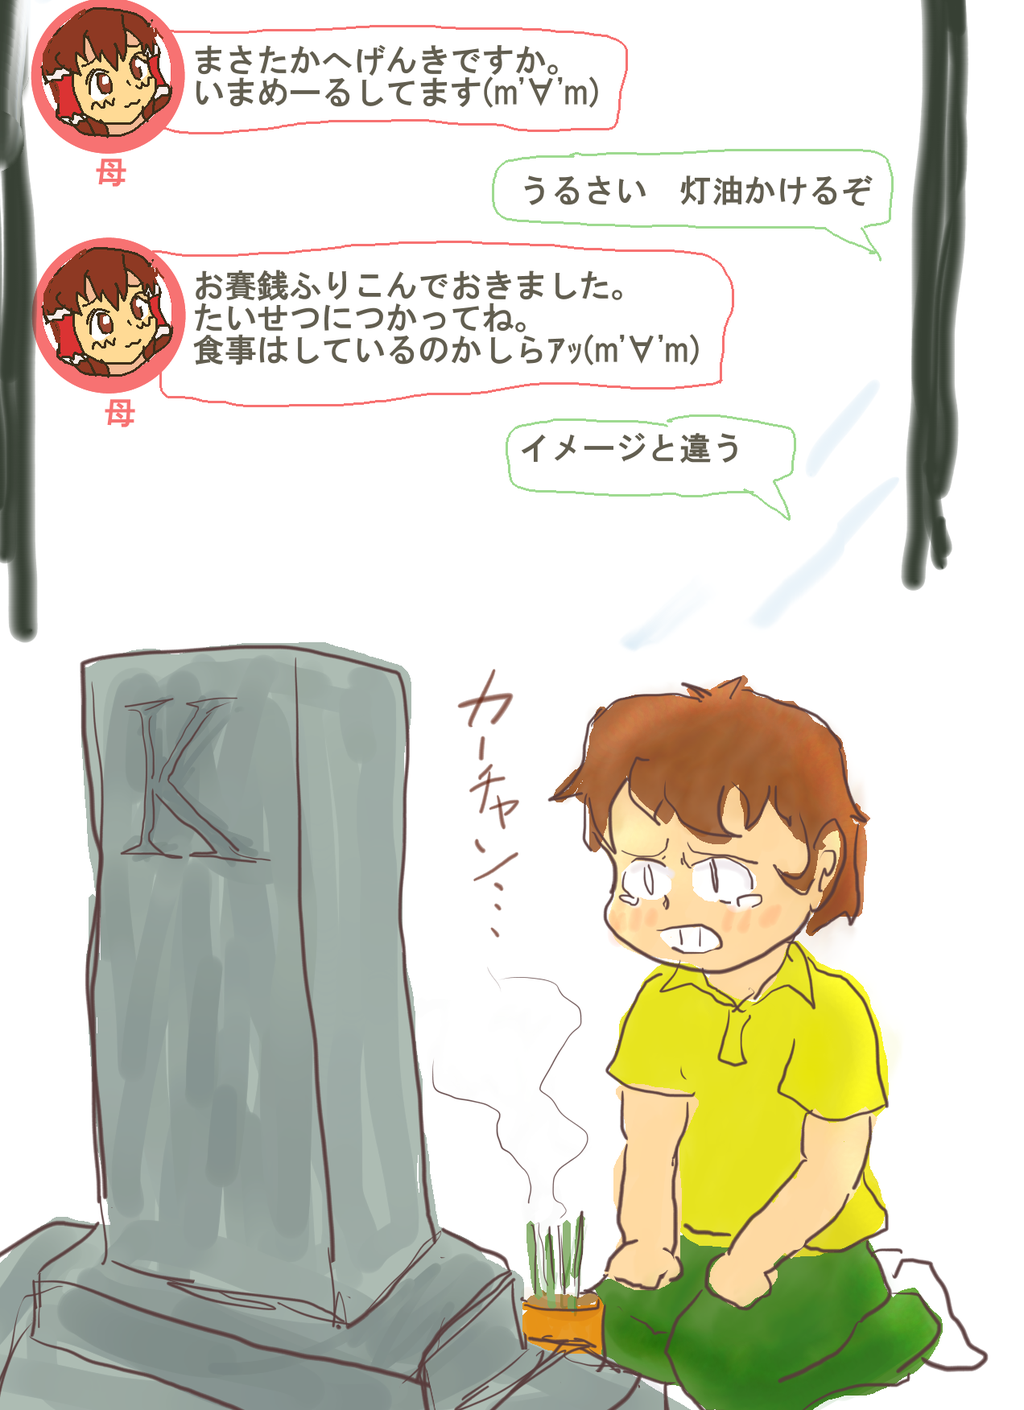 まさたかへげんきですか。
いまめーるしてます(m'∀'m)
母
うるさい　灯油かけるぞ
お賽銭ふりこんでおきました。
たいせつにつかってね。
食事はしているのかしらｱｯ(m'∀'m)
母
イメージと違う
カーチャン…
K